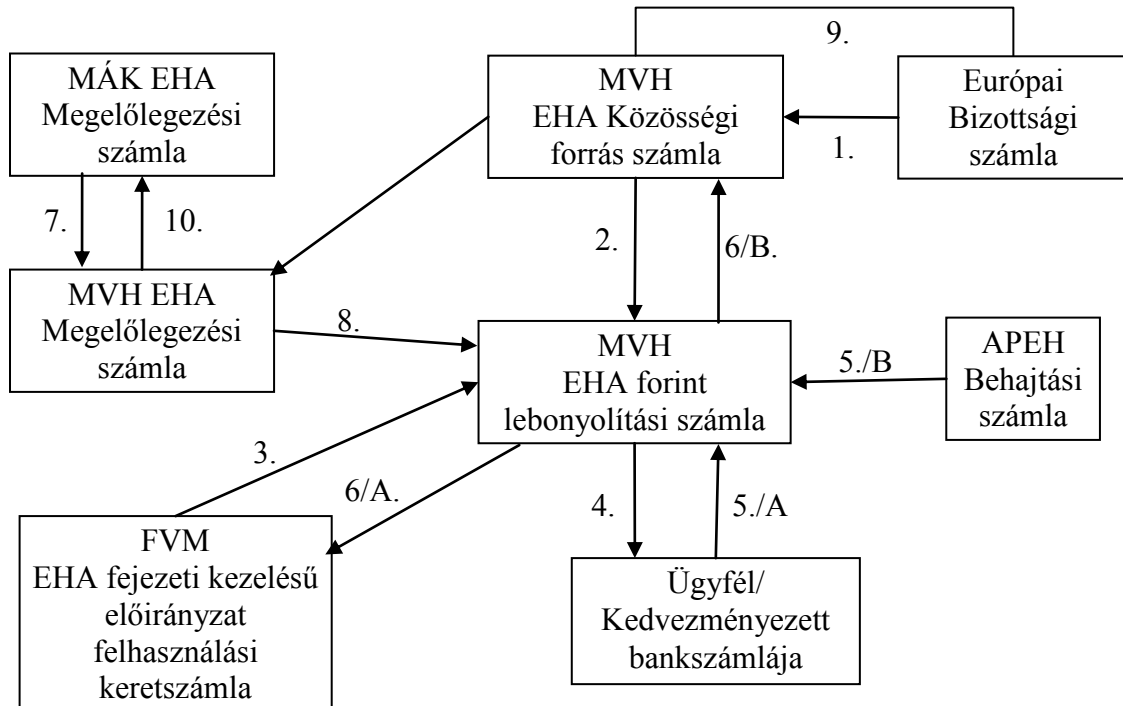 9.
MÁK EHA
Megelőlegezési
számla
MVH
EHA Közösségi
forrás számla
Európai
Bizottsági
számla
1.
7.
10.
2.
6/B.
MVH EHA
Megelőlegezési
számla
8.
MVH
EHA forint
lebonyolítási számla
5./B
APEH
Behajtási
számla
3.
6/A.
4.
5./A
FVM
EHA fejezeti kezelésű
előirányzat
felhasználási
keretszámla
Ügyfél/
Kedvezményezett
bankszámlája